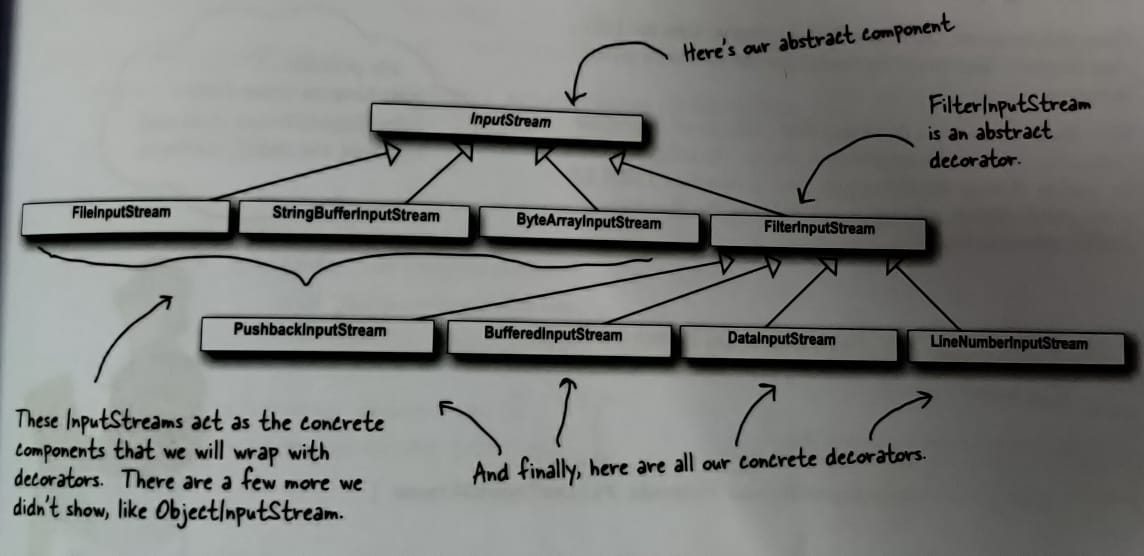 Here's our abstract component
InputStream
FilterInputStream
is an abstract
decorator.
FileInputStream
StringBufferInputStream
ByteArrayInputStream
FilterInputStream
PushbackInputStream
BufferedInputStream
DataInputStream
LineNumberInputStream
These InputStreams act as the concrete
components that we will wrap with
decorators. There are a few more we
didn't show, like ObjectInputStream.
And finally, here are all our concrete decorators.